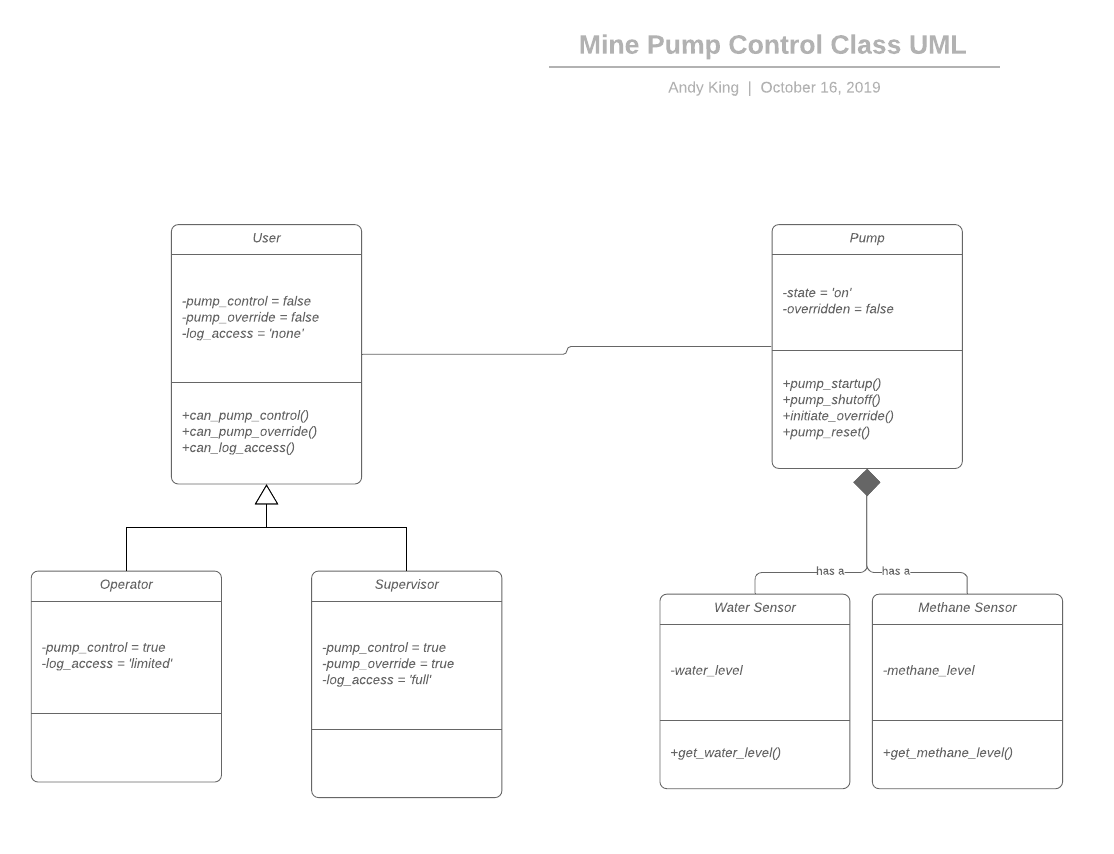 Mine Pump Control Class UML
Andy King | October 16, 2019
User
-pump_control = false
-pump_override = false
-log_access = 'none'
+can_pump_control()
+can_pump_override()
+can_log_access()
Pump
-state = 'on'
-overridden = false
+pump_startup()
+pump_shutoff()
+initiate_override()
+pump_reset()
Operator
-pump_control = true
-log_access = 'limited'
Supervisor
-pump_control = true
-pump_override = true
-log_access = 'full'
has a
has a
Water Sensor
-water_level
+get_water_level()
Methane Sensor
-methane_level
+get_methane_level()